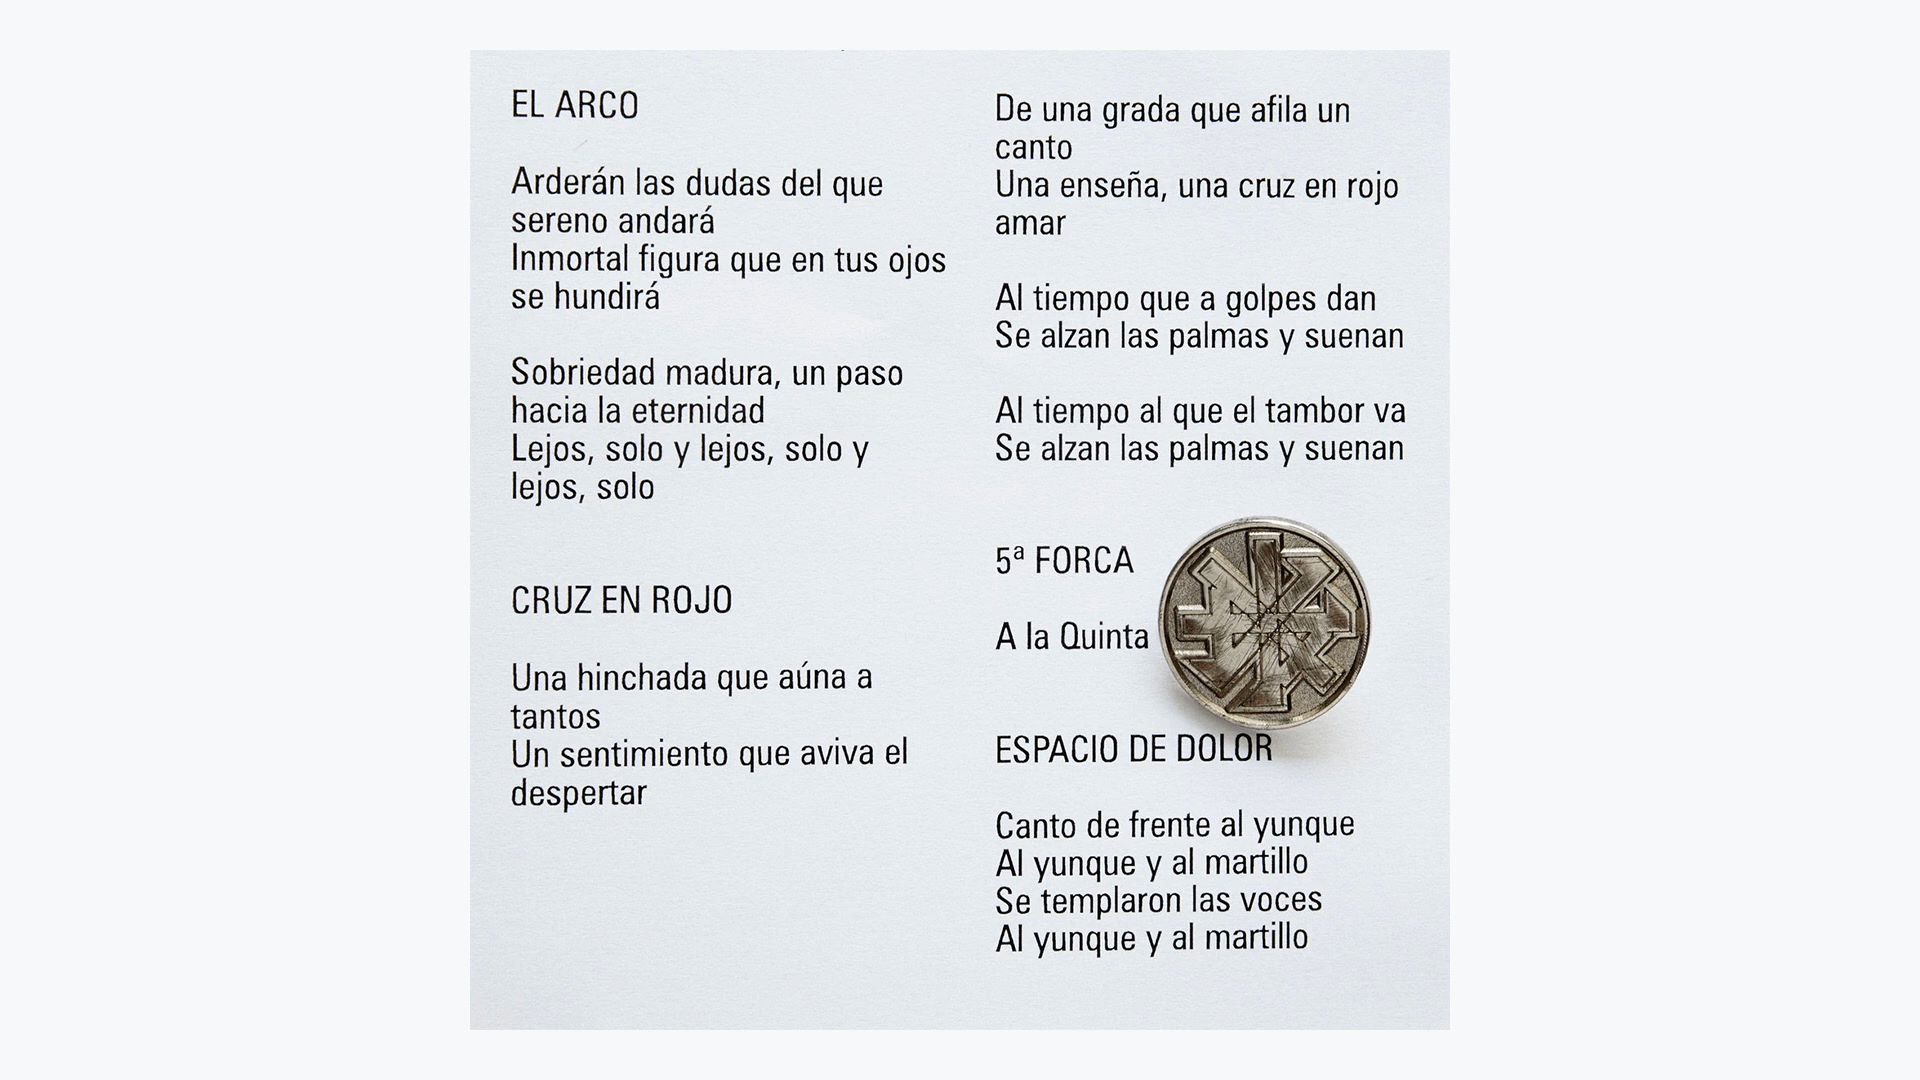 EL ARCO
Arderán las dudas del que
sereno andará
Inmortal figura que en tus ojos
se hundirá
Sobriedad madura, un paso
hacia la eternidad
Lejos, solo y lejos, solo y
lejos, solo
CRUZ EN ROJO
Una hinchada que aúna a
tantos
Un sentimiento que aviva el
despertar
De una grada que afila un
canto
Una enseña, una cruz en rojo
amar
Al tiempo que a golpes dan
Se alzan las palmas y suenan
Al tiempo al que el tambor va
Se alzan las palmas y suenan
5ª FORCA
A la Quinta
ESPACIO DE DOLOR
Canto de frente al yunque
Al yunque y al martillo
Se templaron las voces
Al yunque y al martillo